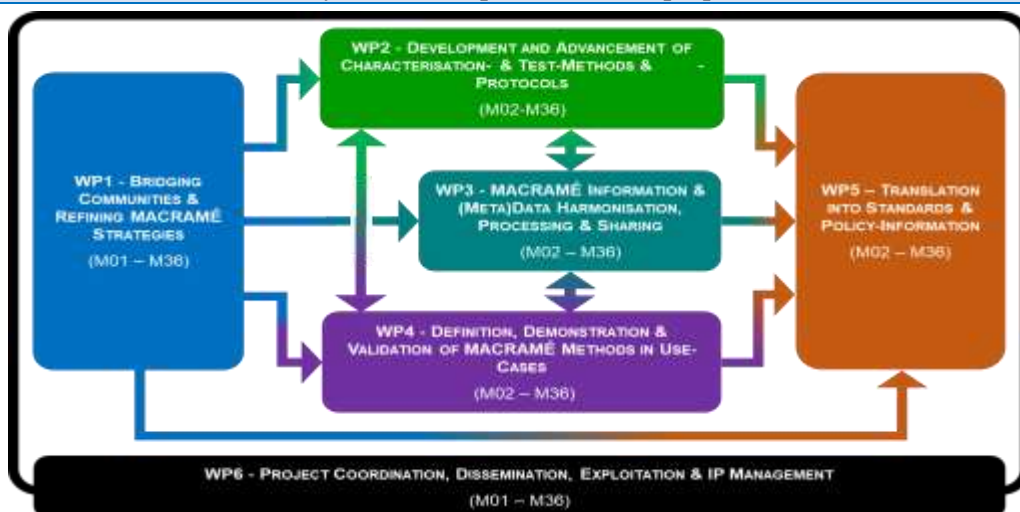 WP2 - DEVELOPMENT AND ADVANCEMENT OF
CHARACTERISATION- & TEST-METHODS & -
PROTOCOLS
(M02-M36)
WP1 - BRIDGING
COMMUNITIES &
REFINING MACRAMÉ
STRATEGIES
(M01 – M36)
WP3 - MACRAMÉ INFORMATION &
(META)DATA HARMONISATION,
PROCESSING & SHARING
(M02 – M36)
WP5 – TRANSLATION
INTO STANDARDS &
POLICY-INFORMATION
(M02 – M36)
WP4 - DEFINITION, DEMONSTRATION &
VALIDATION OF MACRAMÉ METHODS IN USE-
CASES
(M02 – M36)
WP6 - PROJECT COORDINATION, DISSEMINATION, EXPLOITATION & IP MANAGEMENT
(M01 – M36)